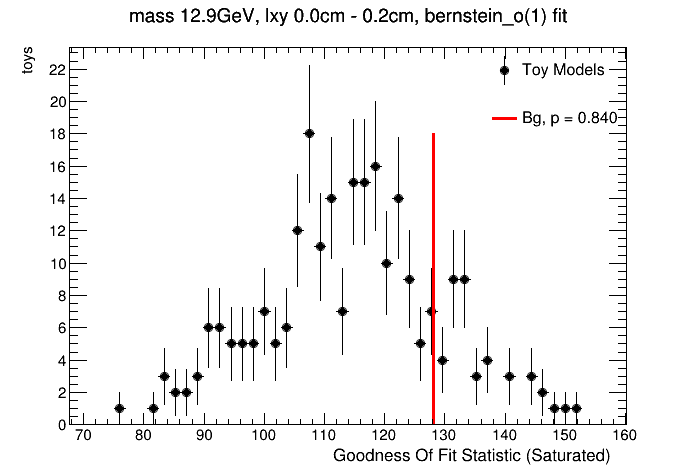 mass 12.9GeV, lxy 0.0cm - 0.2cm, bernstein_o(1) fit
toys
22
20
18
16
14
12
10
8
6
4
2
0
Toy Models
Bg, p = 0.840
70 80 90 100 110 120 130 140 150 160
Goodness Of Fit Statistic (Saturated)